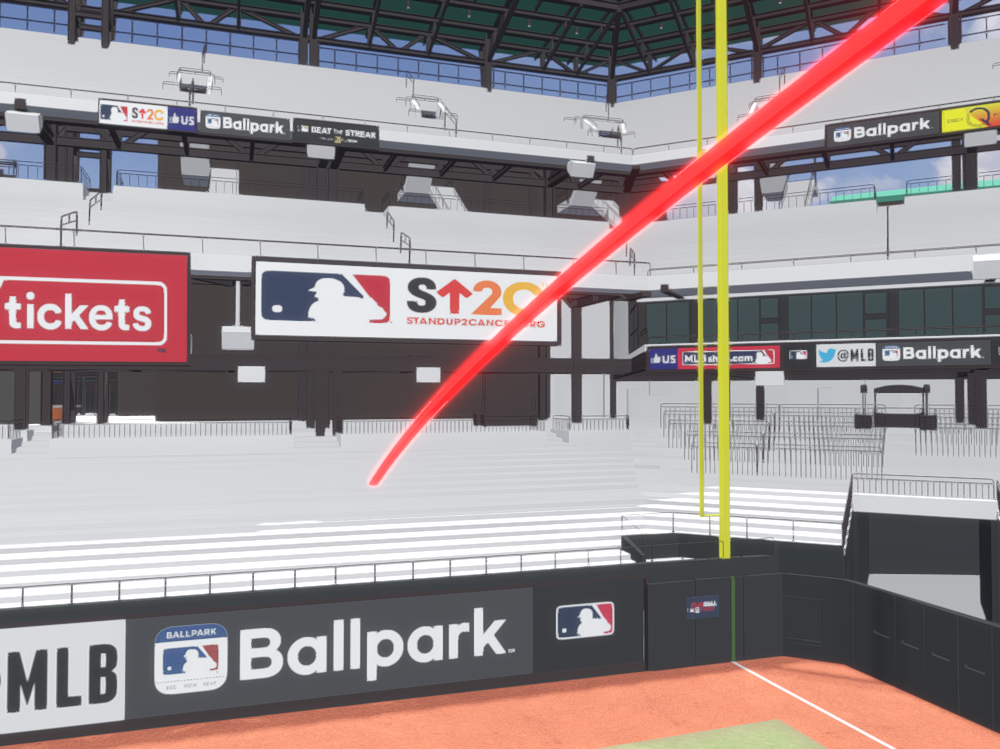 S↑2C
US
Ballpark
BEAT THE STREAK
Ballpark
tickets
S↑2C
STANDUP2CANCER.ORG
US
MLBshop.com
@MLB
Ballpark.
MLB
BALLPARK
Ballpark